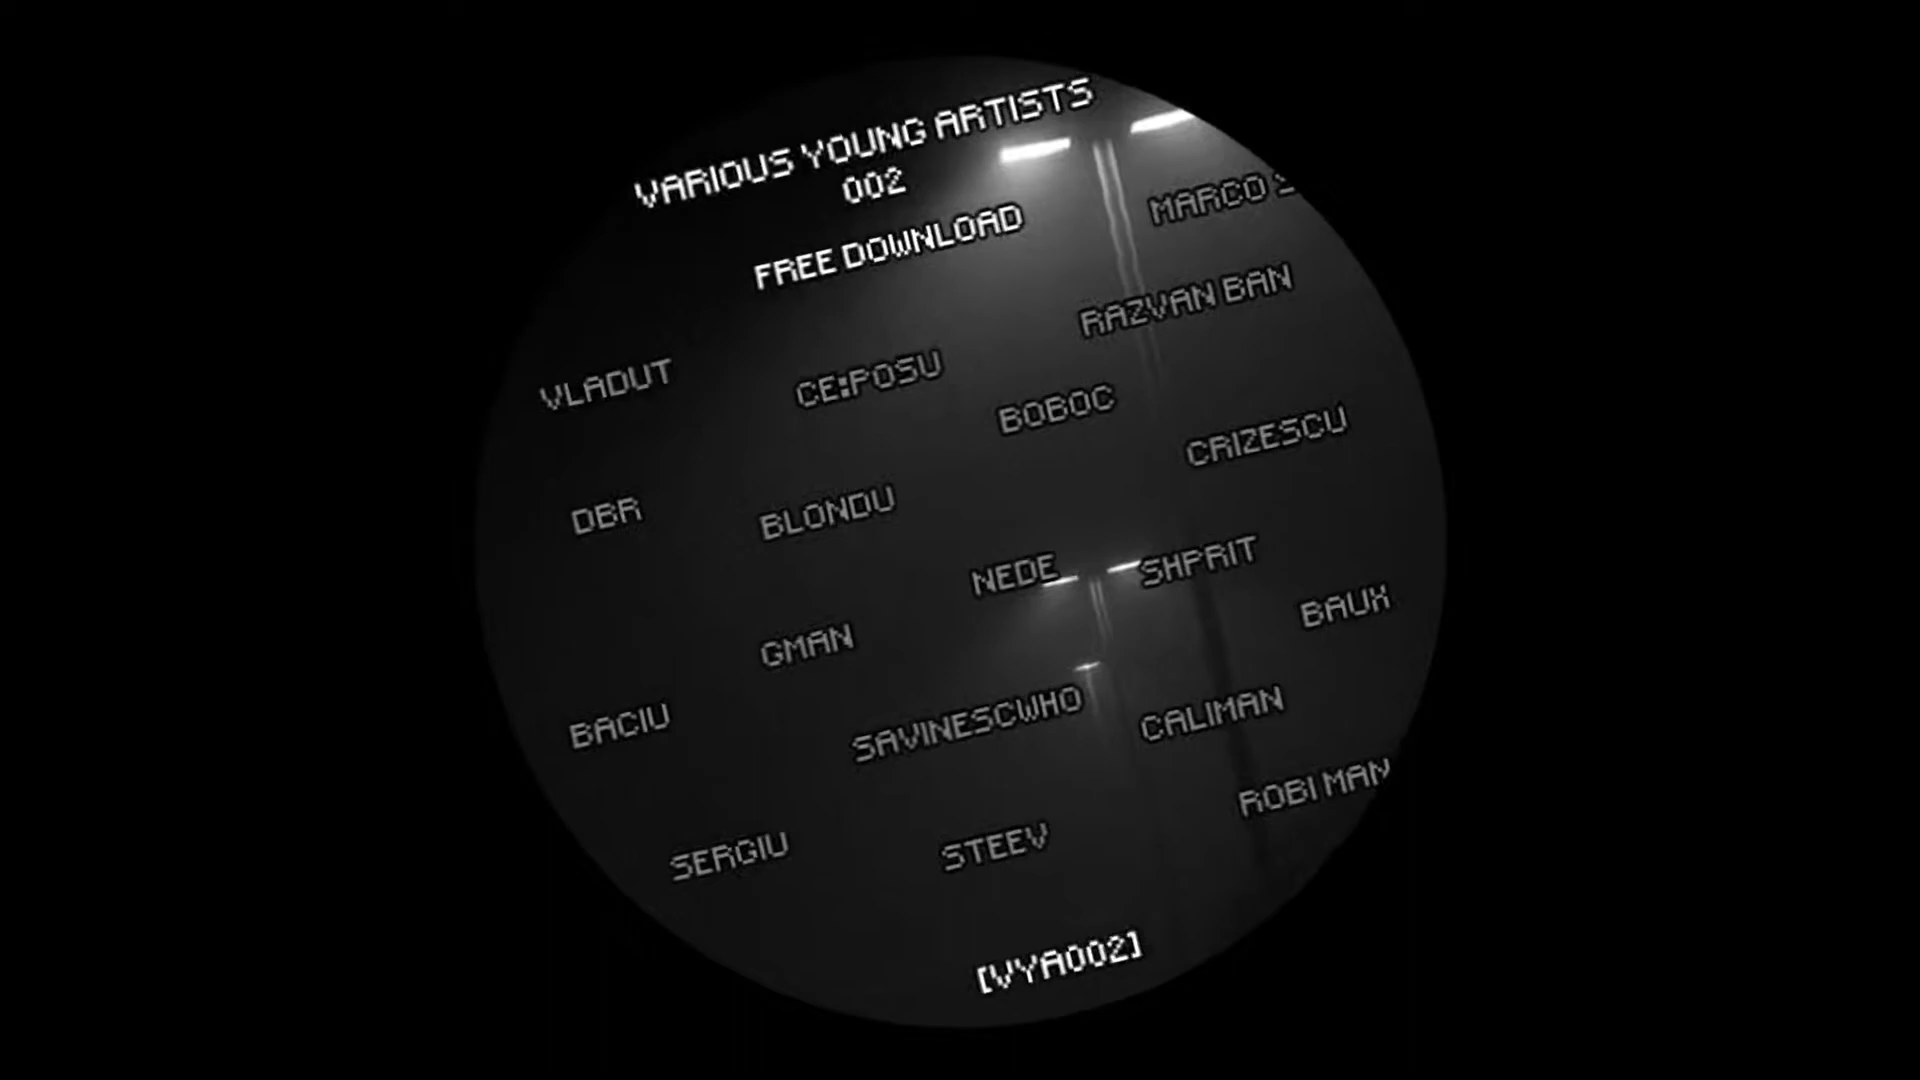 VARIOUS YOUNG ARTISTS
002
FREE DOWNLOAD
MARCO
RAZVAN BAN
VLADUT
CE:POSU
BOBOC
CRIZESCU
DBR
BLONDU
NEDE
SHPRIT
BAUX
GMAN
BACIU
SAVINESCWHO
CALIMAN
ROBI MAN
SERGIU
STEEV
[VYA002]